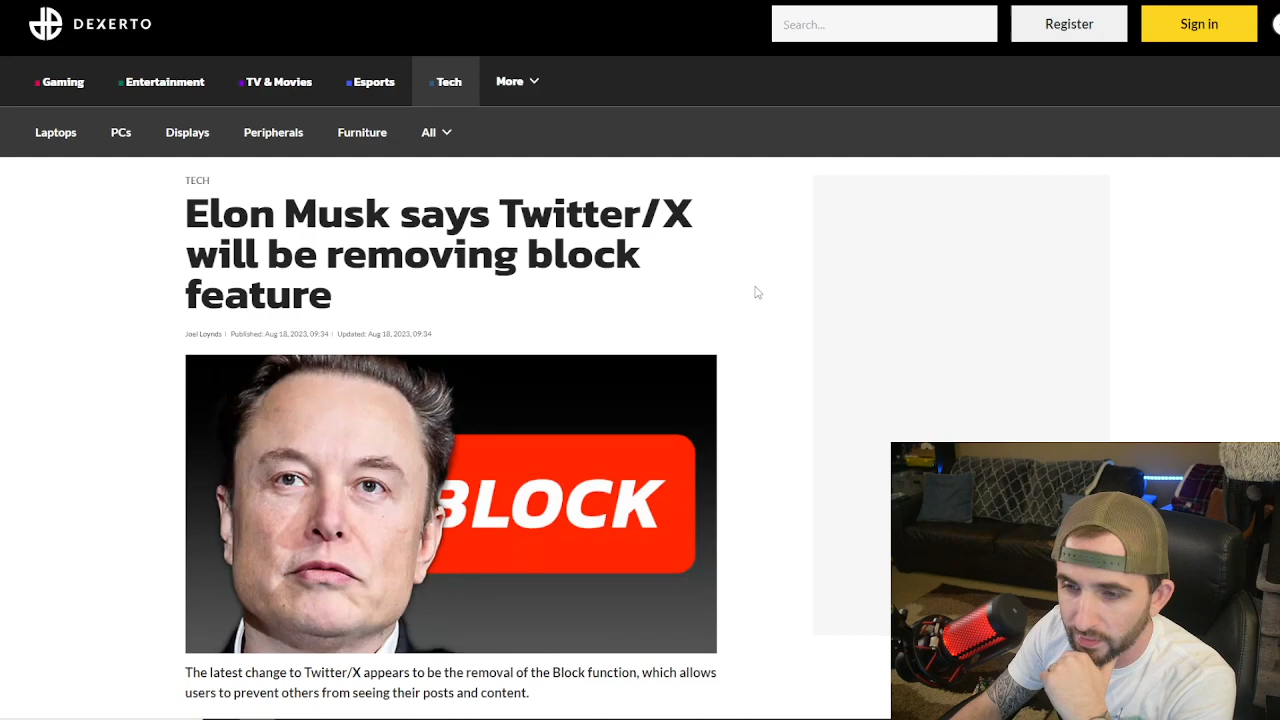 DEXERTO
Search...
Register
Sign in
Gaming
Entertainment
TV & Movies
Esports
Tech
More
Laptops
PCs
Displays
Peripherals
Furniture
All
TECH
Elon Musk says Twitter/X
will be removing block
feature
Joel Loynds | Published: Aug 18, 2023, 09:34 | Updated: Aug 18, 2023, 09:34
BLOCK
The latest change to Twitter/X appears to be the removal of the Block function, which allows
users to prevent others from seeing their posts and content.